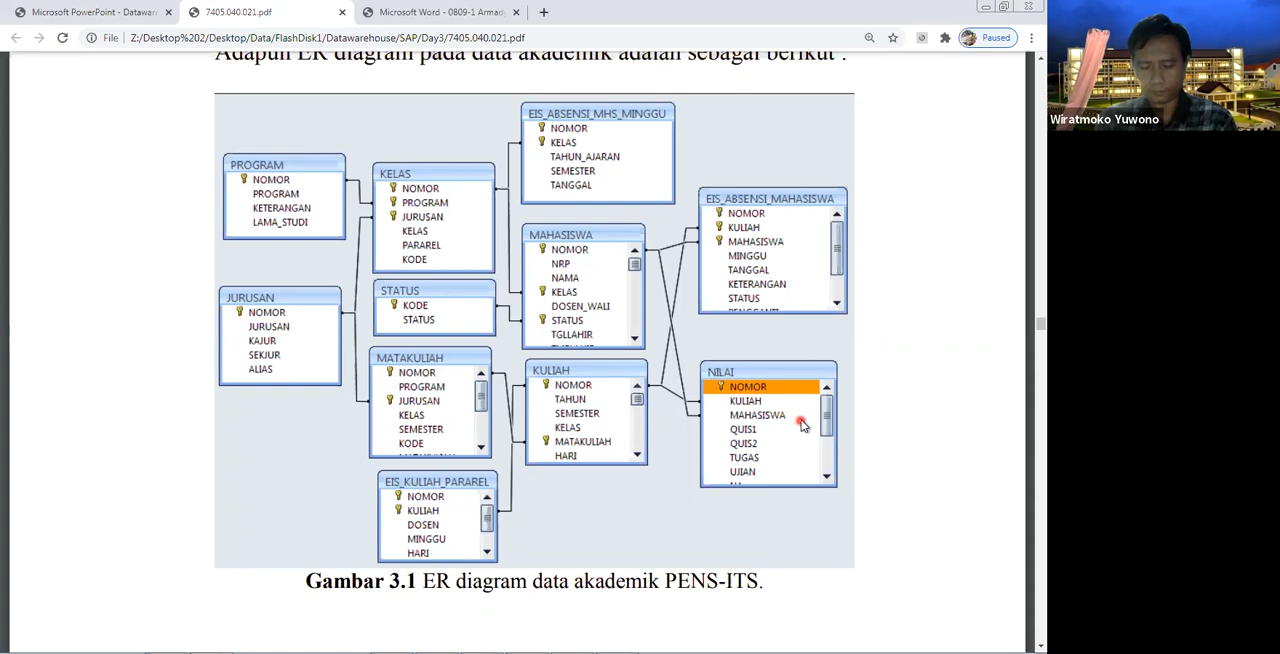 Microsoft PowerPoint - Datawar
7405.040.021.pdf
Microsoft Word - 0809-1 Armad
File
Z:/Desktop%202/Desktop/Data/FlashDisk1/Datawarehouse/SAP/Day3/7405.040.021.pdf
Paused
Wiratmoko Yuwono
Adapun ER diagram pada data akademik adalah sebagai berikut :
PROGRAM
NOMOR
PROGRAM
KETERANGAN
LAMA_STUDI
JURUSAN
NOMOR
JURUSAN
KAJUR
SEKJUR
ALIAS
KELAS
NOMOR
PROGRAM
JURUSAN
KELAS
PARAREL
KODE
STATUS
KODE
STATUS
MATAKULIAH
NOMOR
PROGRAM
JURUSAN
KELAS
SEMESTER
KODE
EIS_KULIAH_PARAREL
NOMOR
KULIAH
DOSEN
MINGGU
HARI
EIS_ABSENSI_MHS_MINGGU
NOMOR
KELAS
TAHUN_AJARAN
SEMESTER
TANGGAL
MAHASISWA
NOMOR
NRP
NAMA
KELAS
DOSEN_WALI
STATUS
TGLLAHIR
KULIAH
NOMOR
TAHUN
SEMESTER
KELAS
MATAKULIAH
HARI
EIS_ABSENSI_MAHASISWA
NOMOR
KULIAH
MAHASISWA
MINGGU
TANGGAL
KETERANGAN
STATUS
NILAI
NOMOR
KULIAH
MAHASISWA
QUIS1
QUIS2
TUGAS
UJIAN
Gambar 3.1 ER diagram data akademik PENS-ITS.